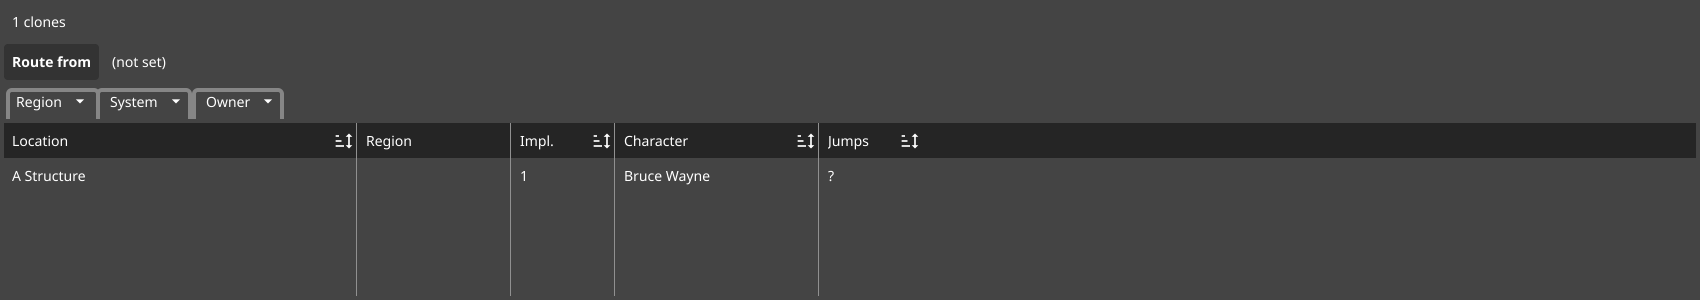 1 clones
Route from (not set)
Region System Owner
Location Region Impl. Character Jumps
A Structure 1 Bruce Wayne ?